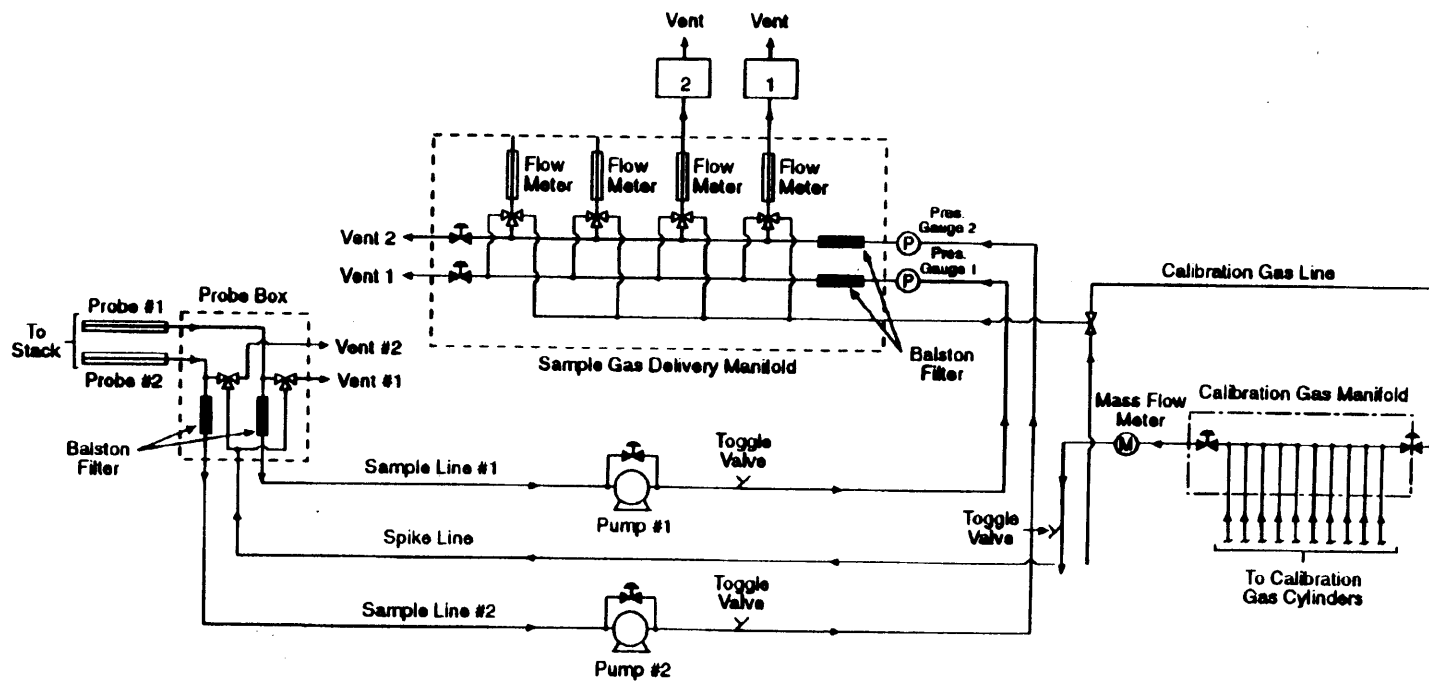 Vent
Vent
2
1
Flow
Meter
Flow
Meter
Flow
Meter
Flow
Meter
Pres.
Gauge 2
Vent 2
P
Pres.
Gauge 1
Vent 1
P
Calibration Gas Line
Probe Box
Probe #1
To
Stack
Vent #2
Probe #2
Vent #1
Sample Gas Delivery Manifold
Balston
Filter
Calibration Gas Manifold
Mass Flow
Meter
M
Balston
Filter
Sample Line #1
Toggle
Valve
Pump #1
Toggle
Valve
Spike Line
To Calibration
Gas Cylinders
Sample Line #2
Toggle
Valve
Pump #2